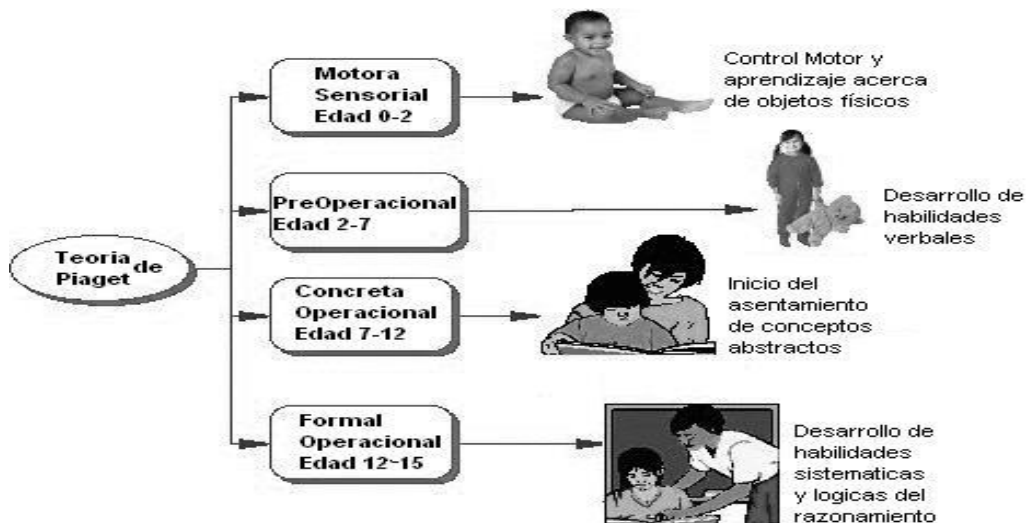 Teoria de
Piaget
Motora
Sensorial
Edad 0-2
Control Motor y
aprendizaje acerca
de objetos físicos
PreOperacional
Edad 2-7
Desarrollo de
habilidades
verbales
Concreta
Operacional
Edad 7-12
Inicio del
asentamiento
de conceptos
abstractos
Formal
Operacional
Edad 12-15
Desarrollo de
habilidades
sistematicas
y logicas del
razonamiento